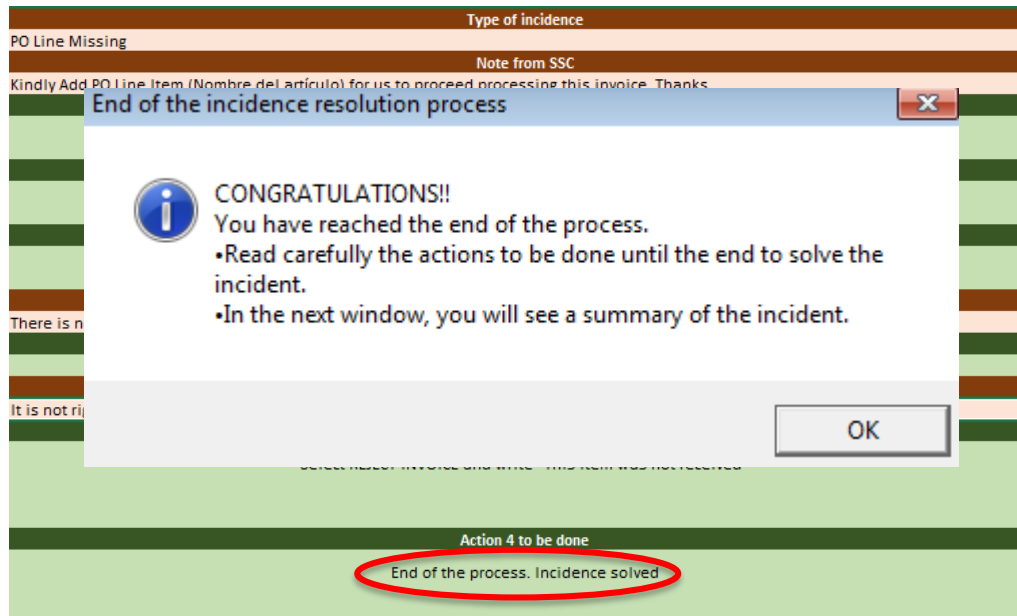 Type of incidence
PO Line Missing
Note from SSC
Kindly Add PO Line Item (Nombre del artículo) for us to proceed processing this invoice. Thanks
End of the incidence resolution process
CONGRATULATIONS!!
You have reached the end of the process.
•Read carefully the actions to be done until the end to solve the
incident.
•In the next window, you will see a summary of the incident.
There is
It is not
OK
Action 4 to be done
End of the process. Incidence solved